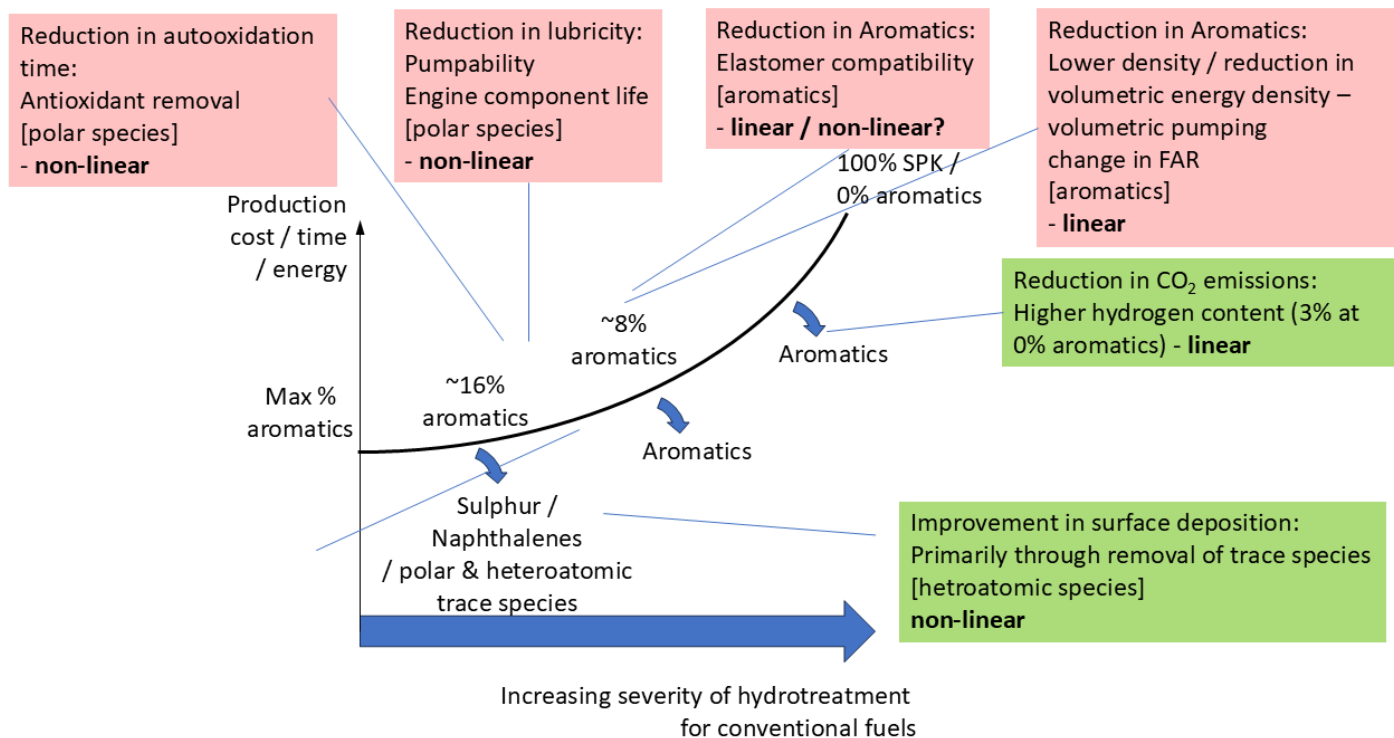 Reduction in autooxidation
time:
Antioxidant removal
[polar species]
- non-linear
Reduction in lubricity:
Pumpability
Engine component life
[polar species]
- non-linear
Reduction in Aromatics:
Elastomer compatibility
[aromatics]
- linear / non-linear?
Reduction in Aromatics:
Lower density / reduction in
volumetric energy density –
volumetric pumping
change in FAR
[aromatics]
- linear
100% SPK /
0% aromatics
Production
cost / time
/ energy
Reduction in CO₂ emissions:
Higher hydrogen content (3% at
0% aromatics) - linear
~8%
aromatics
Aromatics
~16%
aromatics
Max %
aromatics
Aromatics
Sulphur /
Naphthalenes
/ polar & heteroatomic
trace species
Improvement in surface deposition:
Primarily through removal of trace species
[hetroatomic species]
non-linear
Increasing severity of hydrotreatment
for conventional fuels